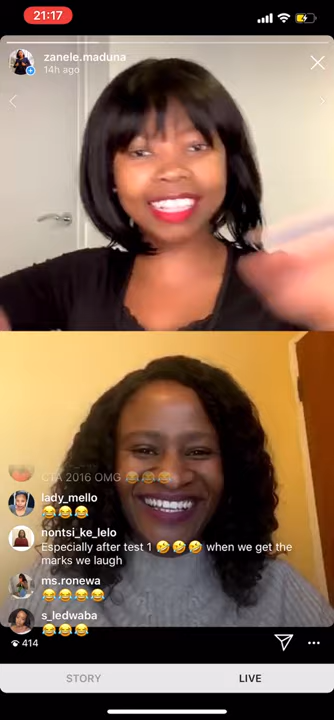 21:17
zanele.maduna
14h ago
CTA 2016 OMG 😂😂😂
lady_mello
😂😂😂
nontsi_ke_lelo
Especially after test 1 🤣🤣🤣 when we get the
marks we laugh
ms.ronewa
😂😂😂😂
s_ledwaba
😂😂😂
414
STORY LIVE